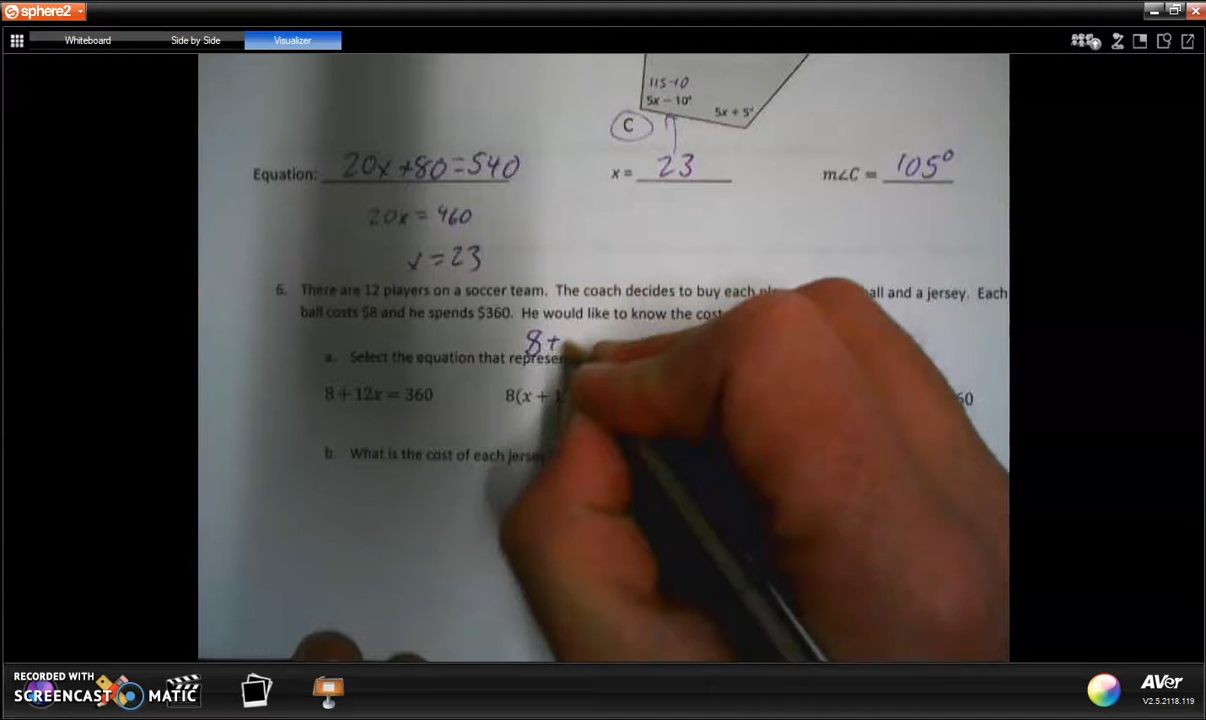 sphere2
Whiteboard Side by Side Visualizer
115-10
5x − 10°
5x + 5°
C
Equation: 20x+80=540 x = 23 m∠C = 105°
20x = 460
x = 23
6. There are 12 players on a soccer team. The coach decides to buy each all and a jersey. Each
ball costs $8 and he spends $360. He would like to know the cost
8+
a. Select the equation that represe
8 + 12x = 360 8(x + 1 60
b. What is the cost of each jersey
RECORDED WITH
SCREENCAST MATIC
AVer
V2.5.2118.119